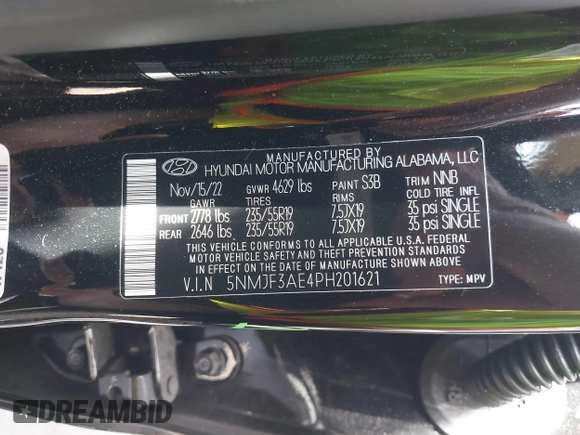 MANUFACTURED BY
HYUNDAI MOTOR MANUFACTURING ALABAMA, LLC
Nov/15/22 GVWR 4629 lbs PAINT S3B TRIM NNB
GAWR TIRES RIMS COLD TIRE INFL
FRONT 2778 lbs 235/55R19 7.5JX19 35 psi SINGLE
REAR 2646 lbs 235/55R19 7.5JX19 35 psi SINGLE
THIS VEHICLE CONFORMS TO ALL APPLICABLE U.S.A. FEDERAL
MOTOR VEHICLE SAFETY AND THEFT PREVENTION STANDARDS
IN EFFECT ON THE DATE OF MANUFACTURE SHOWN ABOVE
V.I.N 5NMJF3AE4PH201621 TYPE: MPV
DREAMBID